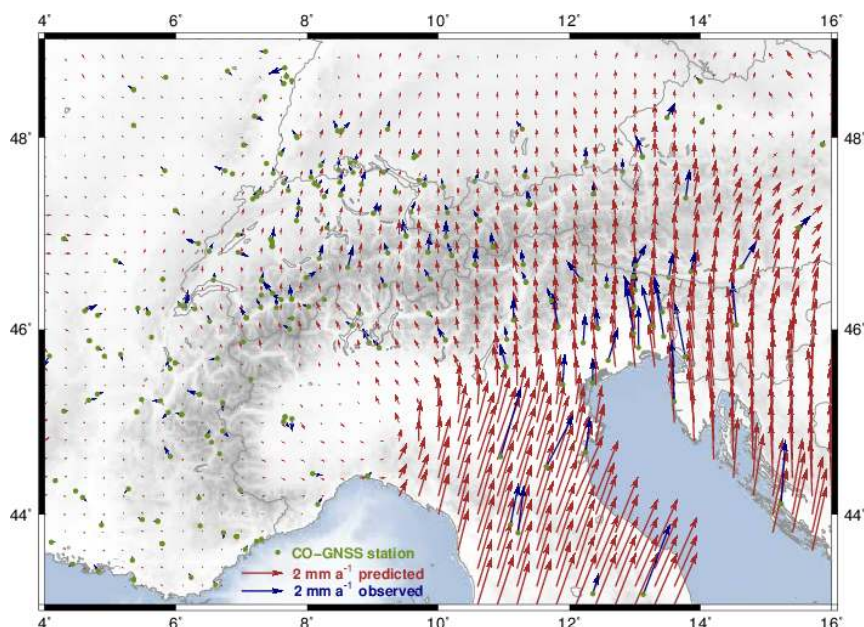 4˚ 6˚ 8˚ 10˚ 12˚ 14˚ 16˚
48˚ 48˚
46˚ 46˚
44˚ 44˚
CO−GNSS station
2 mm a⁻¹ predicted
2 mm a⁻¹ observed
4˚ 6˚ 8˚ 10˚ 12˚ 14˚ 16˚